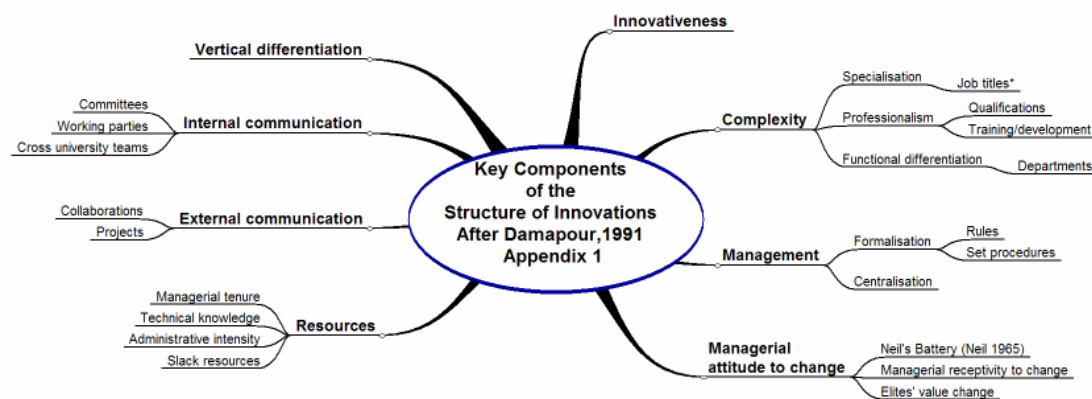 Key Components
of the
Structure of Innovations
After Damapour,1991
Appendix 1
Innovativeness
Complexity
Specialisation
Job titles*
Professionalism
Qualifications
Training/development
Functional differentiation
Departments
Management
Formalisation
Rules
Set procedures
Centralisation
Managerial
attitude to change
Neil's Battery (Neil 1965)
Managerial receptivity to change
Elites' value change
Vertical differentiation
Internal communication
Committees
Working parties
Cross university teams
External communication
Collaborations
Projects
Resources
Managerial tenure
Technical knowledge
Administrative intensity
Slack resources